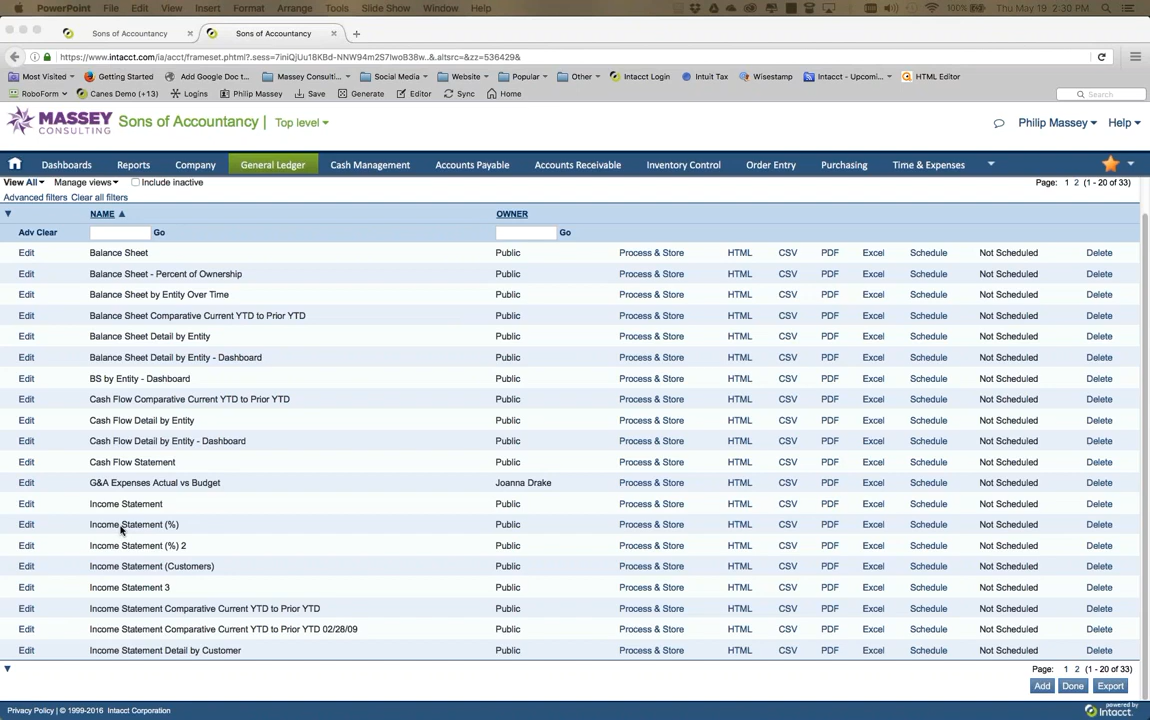 PowerPoint File Edit View Insert Format Arrange Tools Slide Show Window Help 100% Thu May 19 2:30 PM
Sons of Accountancy × Sons of Accountancy × +
https://www.intacct.com/ia/acct/frameset.phtml?.sess=7iniQjUu18KBd-NNW94m2S7IwoB38w..&.altsrc=&zz=536429&
Most Visited Getting Started Add Google Doc t... Massey Consulti... Social Media Website Popular Other Intacct Login Intuit Tax Wisestamp Intacct - Upcomi... HTML Editor
RoboForm Canes Demo (+13) Logins Philip Massey Save Generate Editor Sync Home Search
MASSEY CONSULTING Sons of Accountancy | Top level Philip Massey Help
Dashboards Reports Company General Ledger Cash Management Accounts Payable Accounts Receivable Inventory Control Order Entry Purchasing Time & Expenses
View All Manage views Include inactive Page: 1 2 (1 - 20 of 33)
Advanced filters Clear all filters
NAME OWNER
Adv Clear Go Go
Edit Balance Sheet Public Process & Store HTML CSV PDF Excel Schedule Not Scheduled Delete
Edit Balance Sheet - Percent of Ownership Public Process & Store HTML CSV PDF Excel Schedule Not Scheduled Delete
Edit Balance Sheet by Entity Over Time Public Process & Store HTML CSV PDF Excel Schedule Not Scheduled Delete
Edit Balance Sheet Comparative Current YTD to Prior YTD Public Process & Store HTML CSV PDF Excel Schedule Not Scheduled Delete
Edit Balance Sheet Detail by Entity Public Process & Store HTML CSV PDF Excel Schedule Not Scheduled Delete
Edit Balance Sheet Detail by Entity - Dashboard Public Process & Store HTML CSV PDF Excel Schedule Not Scheduled Delete
Edit BS by Entity - Dashboard Public Process & Store HTML CSV PDF Excel Schedule Not Scheduled Delete
Edit Cash Flow Comparative Current YTD to Prior YTD Public Process & Store HTML CSV PDF Excel Schedule Not Scheduled Delete
Edit Cash Flow Detail by Entity Public Process & Store HTML CSV PDF Excel Schedule Not Scheduled Delete
Edit Cash Flow Detail by Entity - Dashboard Public Process & Store HTML CSV PDF Excel Schedule Not Scheduled Delete
Edit Cash Flow Statement Public Process & Store HTML CSV PDF Excel Schedule Not Scheduled Delete
Edit G&A Expenses Actual vs Budget Joanna Drake Process & Store HTML CSV PDF Excel Schedule Not Scheduled Delete
Edit Income Statement Public Process & Store HTML CSV PDF Excel Schedule Not Scheduled Delete
Edit Income Statement (%) Public Process & Store HTML CSV PDF Excel Schedule Not Scheduled Delete
Edit Income Statement (%) 2 Public Process & Store HTML CSV PDF Excel Schedule Not Scheduled Delete
Edit Income Statement (Customers) Public Process & Store HTML CSV PDF Excel Schedule Not Scheduled Delete
Edit Income Statement 3 Public Process & Store HTML CSV PDF Excel Schedule Not Scheduled Delete
Edit Income Statement Comparative Current YTD to Prior YTD Public Process & Store HTML CSV PDF Excel Schedule Not Scheduled Delete
Edit Income Statement Comparative Current YTD to Prior YTD 02/28/09 Public Process & Store HTML CSV PDF Excel Schedule Not Scheduled Delete
Edit Income Statement Detail by Customer Public Process & Store HTML CSV PDF Excel Schedule Not Scheduled Delete
Page: 1 2 (1 - 20 of 33)
Add Done Export
Privacy Policy | © 1999-2016 Intacct Corporation powered by Intacct